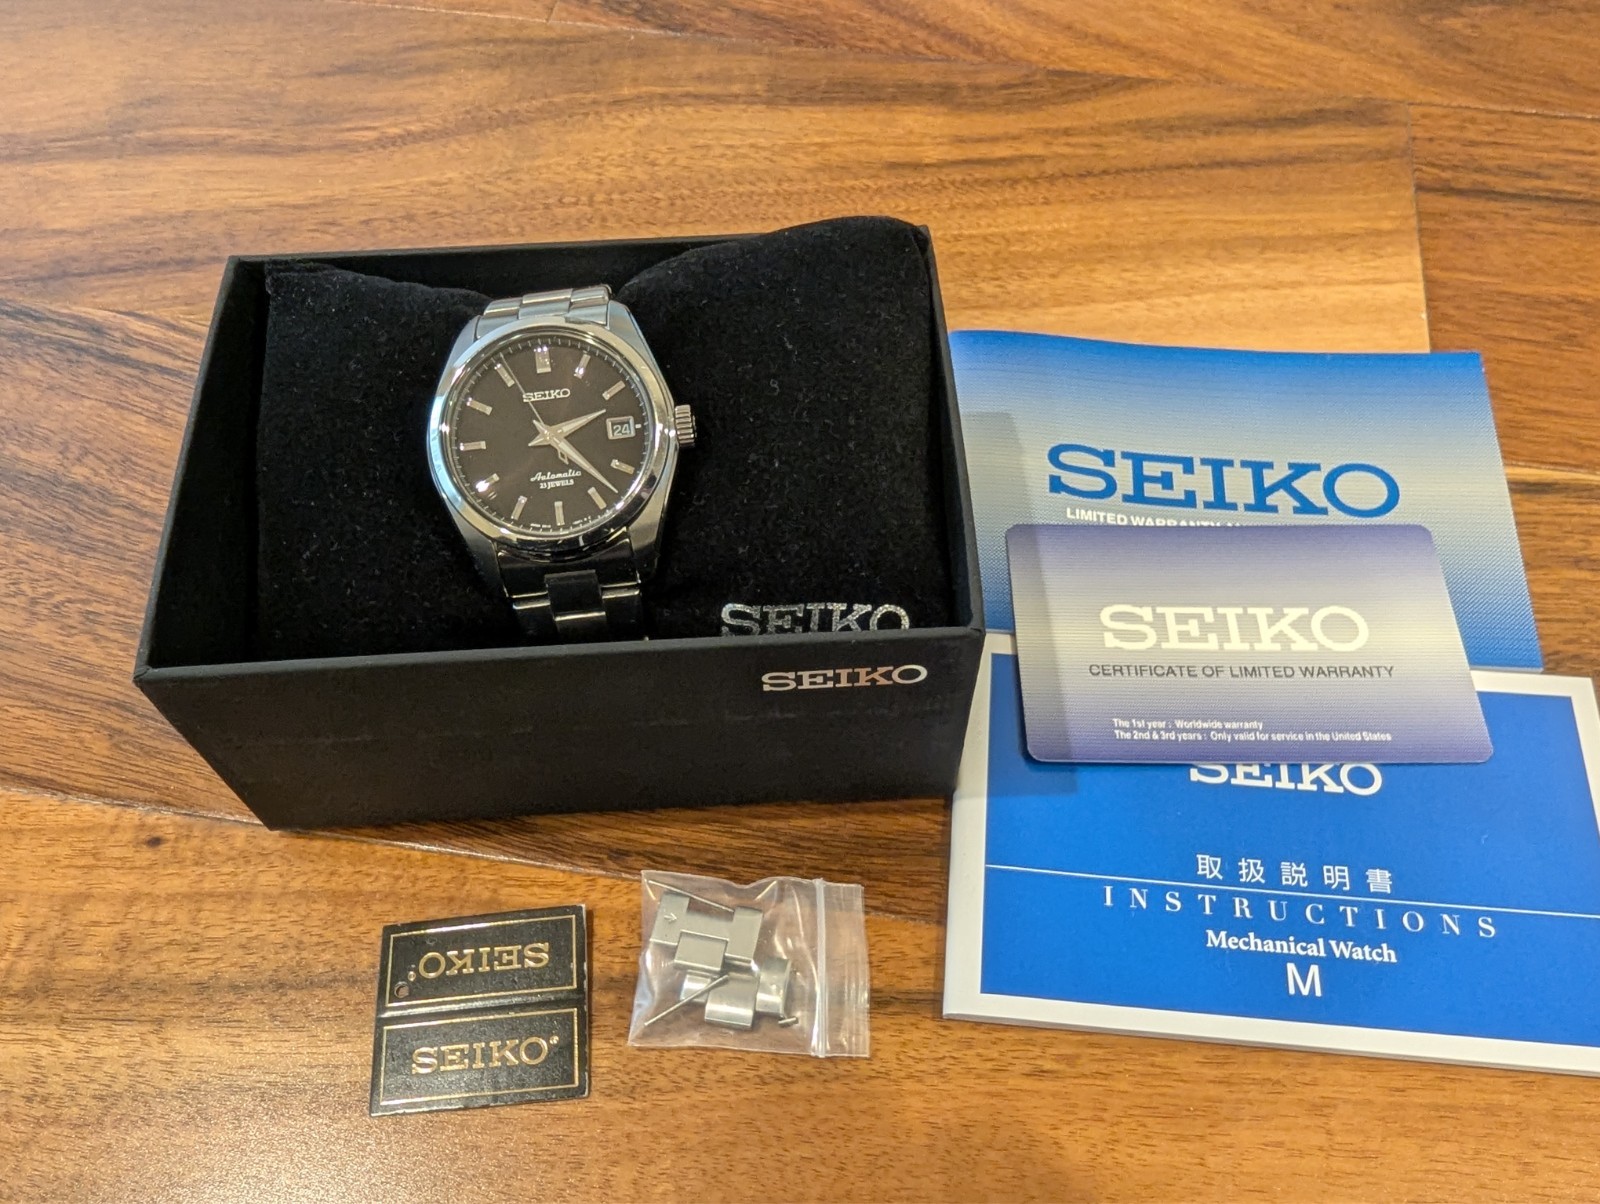 SEIKO
24
Automatic
23 JEWELS
SEIKO
SEIKO
SEIKO
LIMITED WARRANTY
SEIKO
CERTIFICATE OF LIMITED WARRANTY
The 1st year : Worldwide warranty
The 2nd & 3rd years : Only valid for service in the United States
SEIKO
取扱説明書
INSTRUCTIONS
Mechanical Watch
M
SEIKO
SEIKO